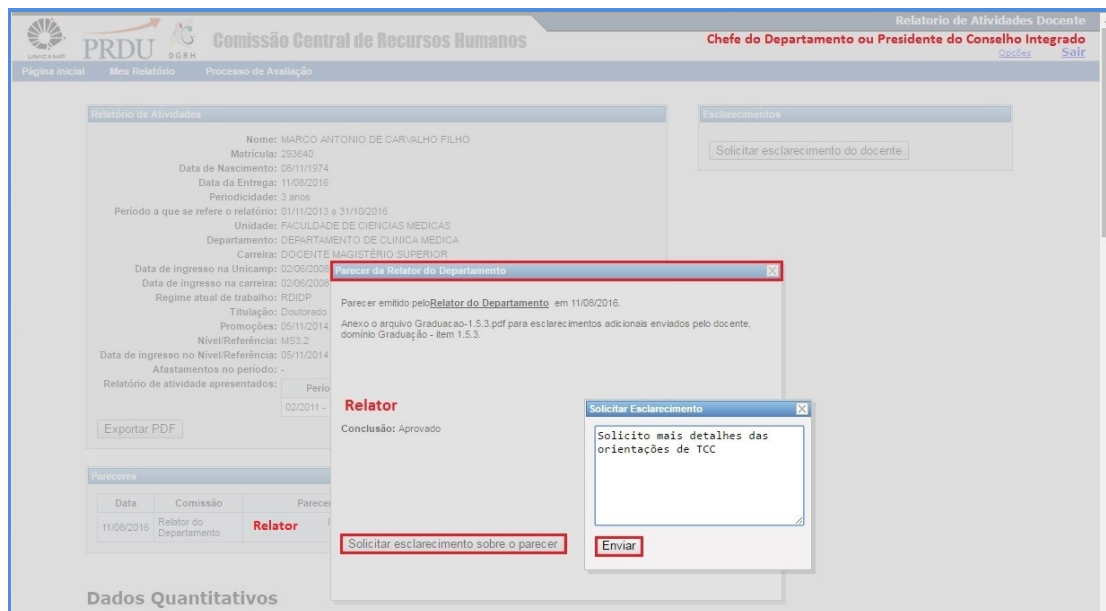 Relatorio de Atividades Docente
UNICAMP
PRDU
DGRH
Comissão Central de Recursos Humanos
Chefe do Departamento ou Presidente do Conselho Integrado
Opções Sair
Página inicial Meu Relatório Processo de Avaliação
Relatório de Atividades
Nome: MARCO ANTONIO DE CARVALHO FILHO
Matrícula: 293640
Data de Nascimento: 08/11/1974
Data da Entrega: 11/08/2016
Periodicidade: 3 anos
Período a que se refere o relatório: 01/11/2013 a 31/10/2016
Unidade: FACULDADE DE CIENCIAS MEDICAS
Departamento: DEPARTAMENTO DE CLINICA MEDICA
Carreira: DOCENTE MAGISTÉRIO SUPERIOR
Data de ingresso na Unicamp: 02/06/2008
Data de ingresso na carreira: 02/06/2008
Regime atual de trabalho: RDIDP
Titulação: Doutorado
Promoções: 05/11/2014
Nível/Referência: MS3.2
Data de ingresso no Nível/Referência: 05/11/2014
Afastamentos no período: -
Relatório de atividade apresentados:
Perío
02/2011 -
Exportar PDF
Esclarecimentos
Solicitar esclarecimento do docente
Pareceres
Data Comissão Parecer
11/08/2016 Relator do Departamento Relator
Parecer da Relator do Departamento
Parecer emitido peloRelator do Departamento em 11/08/2016.
Anexo o arquivo Graduacao-1.5.3.pdf para esclarecimentos adicionais enviados pelo docente,
domínio Graduação - item 1.5.3.
Relator
Conclusão: Aprovado
Solicitar esclarecimento sobre o parecer
Solicitar Esclarecimento
Solicito mais detalhes das
orientações de TCC
Enviar
Dados Quantitativos